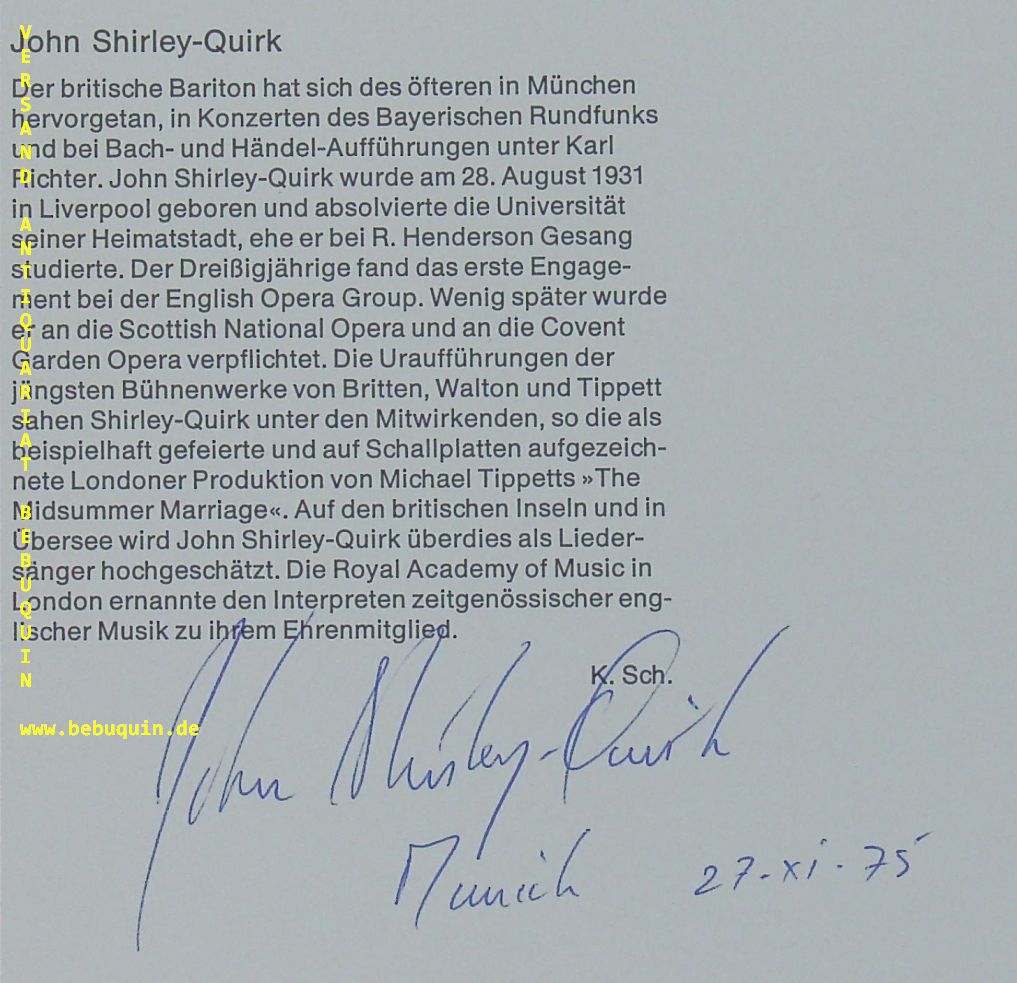 John Shirley-Quirk
Der britische Bariton hat sich des öfteren in München
hervorgetan, in Konzerten des Bayerischen Rundfunks
und bei Bach- und Händel-Aufführungen unter Karl
Richter. John Shirley-Quirk wurde am 28. August 1931
in Liverpool geboren und absolvierte die Universität
seiner Heimatstadt, ehe er bei R. Henderson Gesang
studierte. Der Dreißigjährige fand das erste Engage-
ment bei der English Opera Group. Wenig später wurde
er an die Scottish National Opera und an die Covent
Garden Opera verpflichtet. Die Uraufführungen der
jüngsten Bühnenwerke von Britten, Walton und Tippett
sahen Shirley-Quirk unter den Mitwirkenden, so die als
beispielhaft gefeierte und auf Schallplatten aufgezeich-
nete Londoner Produktion von Michael Tippetts »The
Midsummer Marriage«. Auf den britischen Inseln und in
Übersee wird John Shirley-Quirk überdies als Lieder-
sänger hochgeschätzt. Die Royal Academy of Music in
London ernannte den Interpreten zeitgenössischer eng-
lischer Musik zu ihrem Ehrenmitglied.
K. Sch.
John Shirley-Quirk
Munich 27-xi-75
VERSAND ANTIQUARIAT BEBUQUIN
www.bebuquin.de